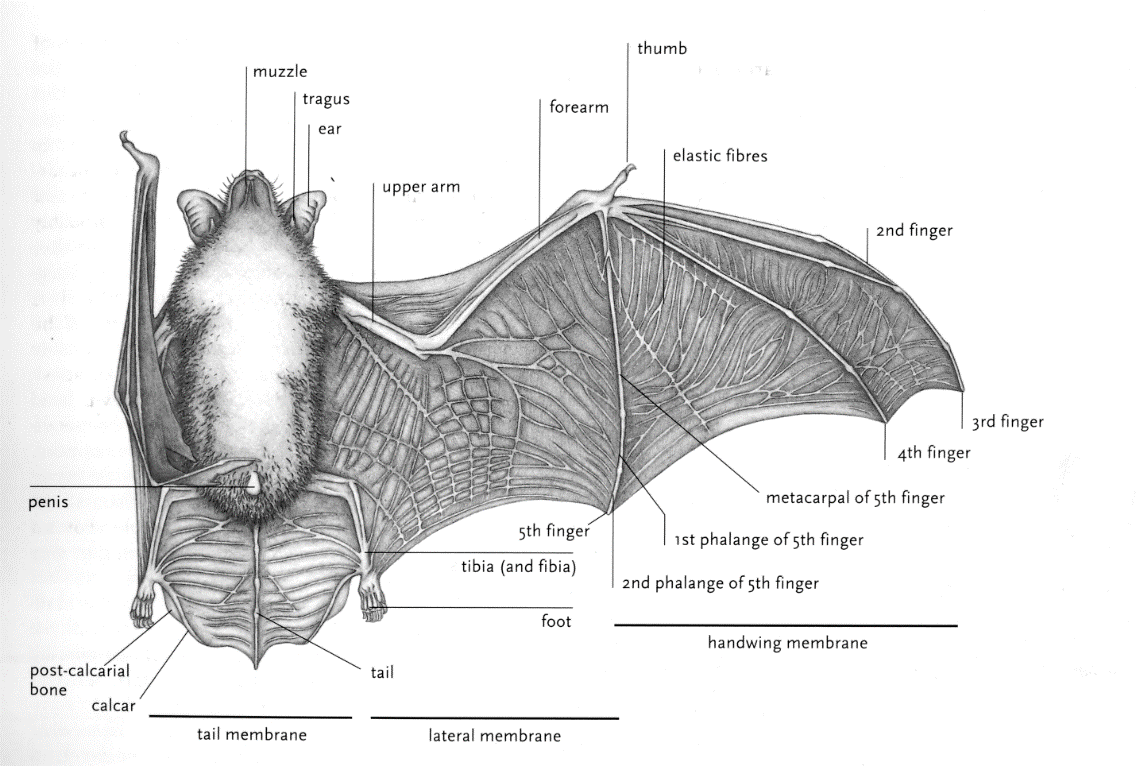 thumb
muzzle
tragus
forearm
ear
elastic fibres
upper arm
2nd finger
3rd finger
4th finger
metacarpal of 5th finger
penis
5th finger
1st phalange of 5th finger
tibia (and fibia)
2nd phalange of 5th finger
foot
handwing membrane
post-calcarial
bone
tail
calcar
tail membrane
lateral membrane